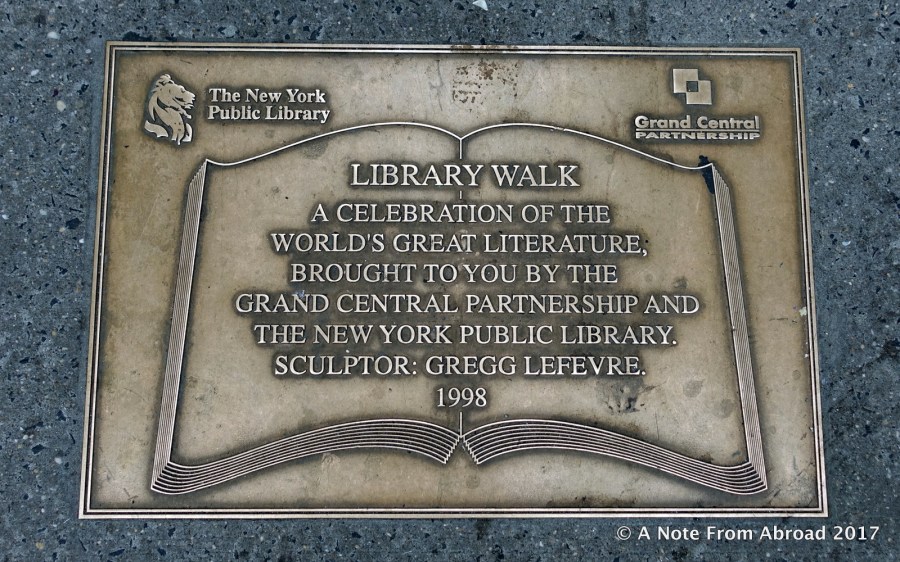 The New York
Public Library
Grand Central
PARTNERSHIP
LIBRARY WALK
A CELEBRATION OF THE
WORLD'S GREAT LITERATURE,
BROUGHT TO YOU BY THE
GRAND CENTRAL PARTNERSHIP AND
THE NEW YORK PUBLIC LIBRARY.
SCULPTOR: GREGG LEFEVRE.
1998
© A Note From Abroad 2017